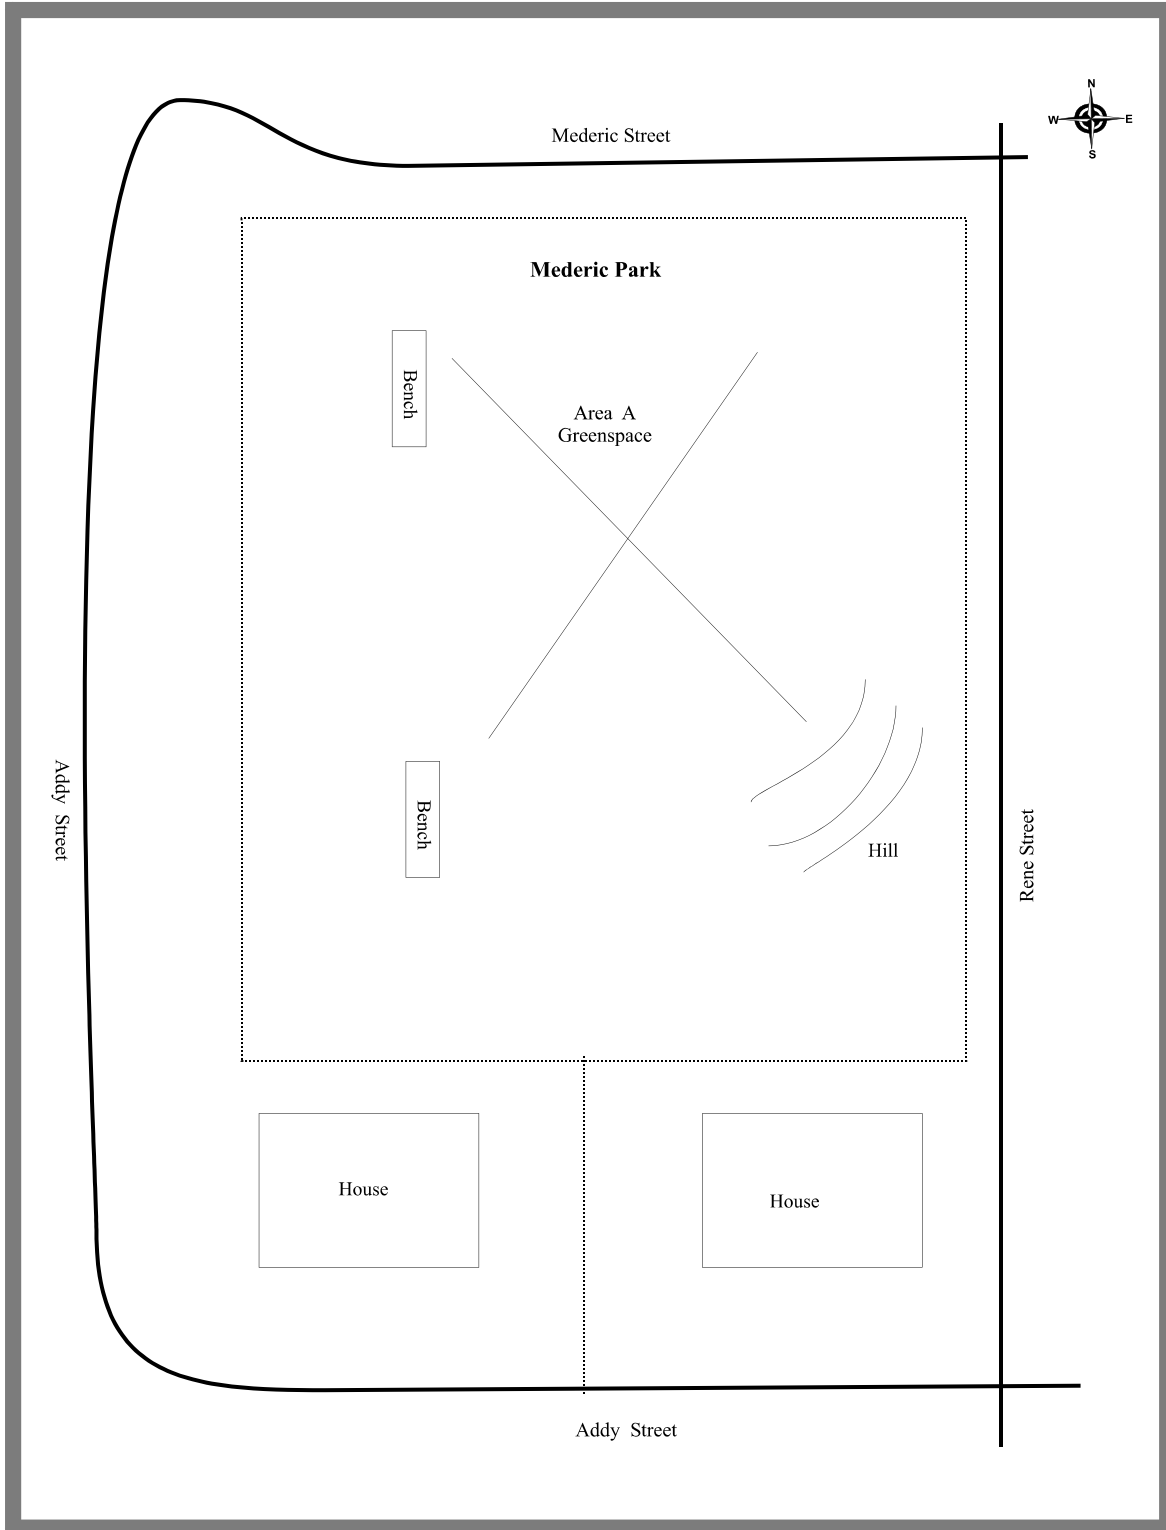 N
W
E
S
Mederic Street
Mederic Park
Bench
Area A
Greenspace
Addy Street
Bench
Hill
Rene Street
House
House
Addy Street